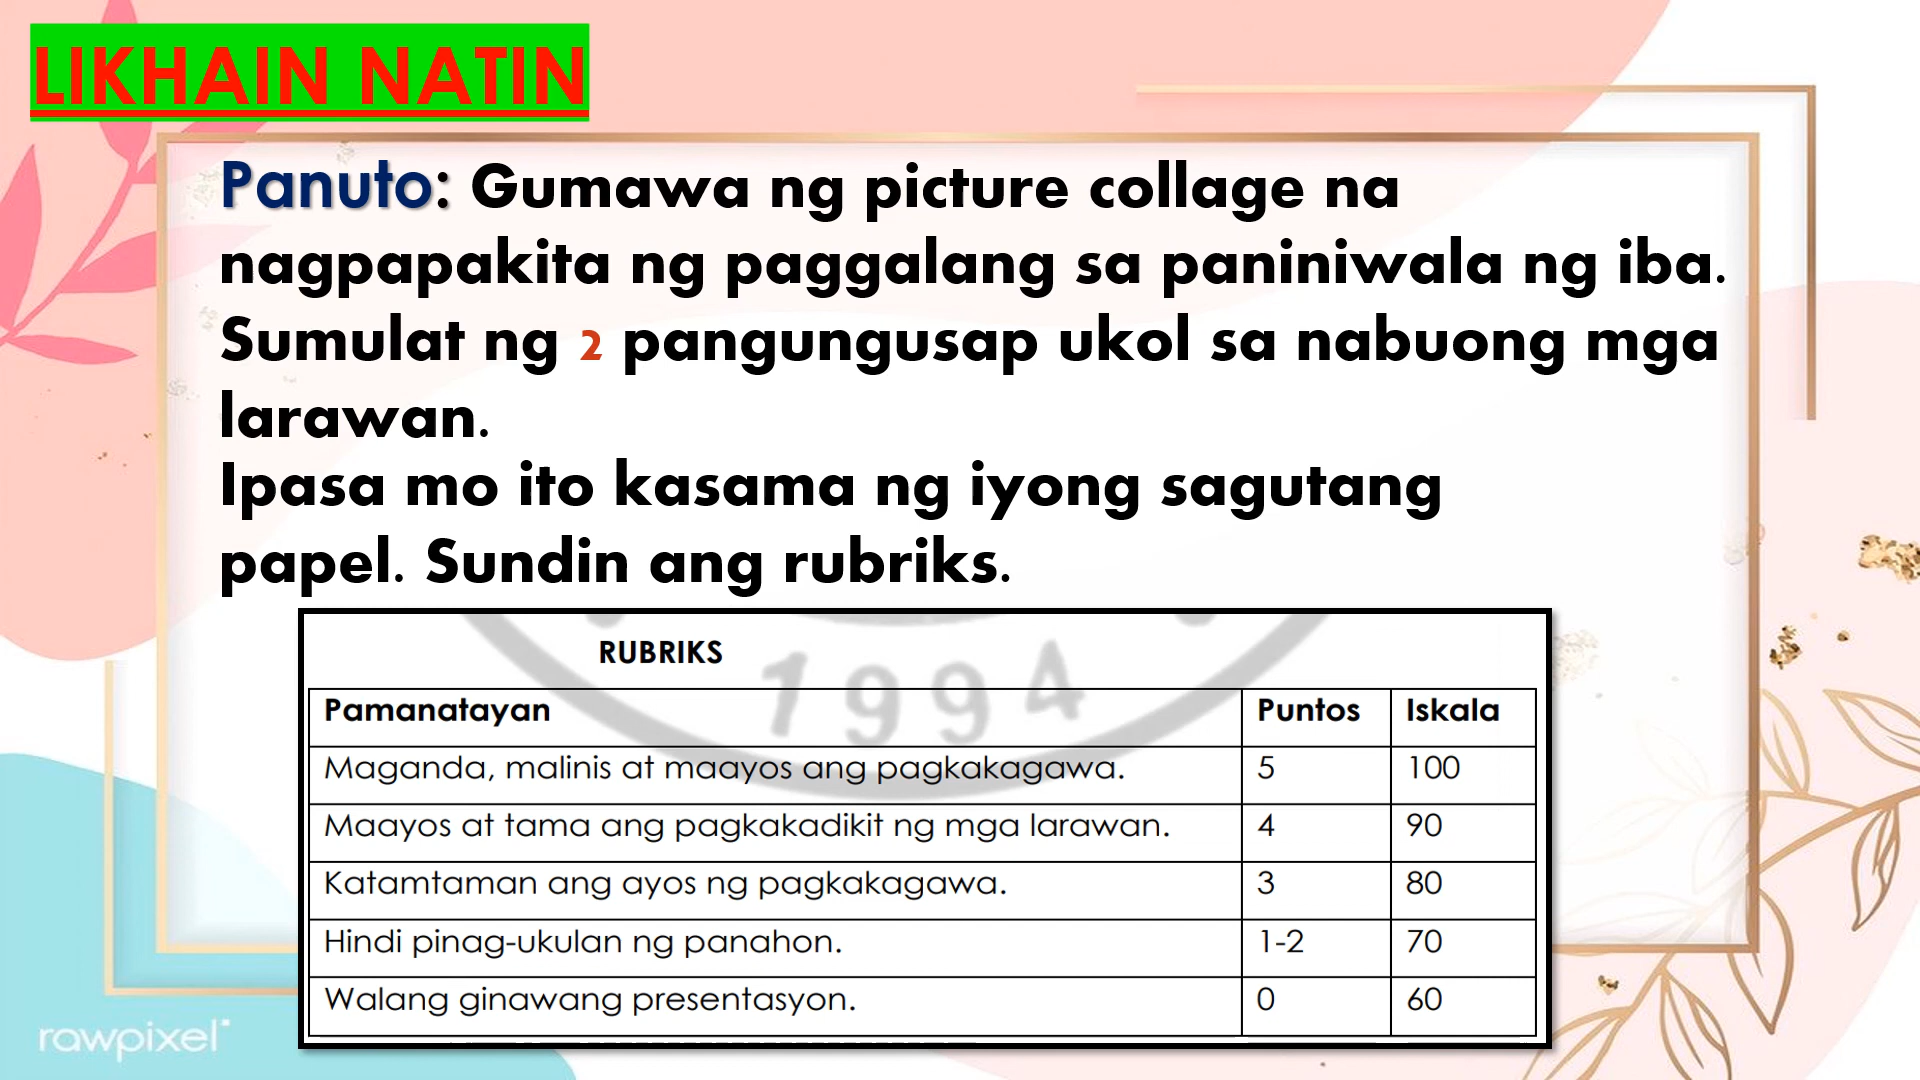 LIKHAIN NATIN
Panuto: Gumawa ng picture collage na
nagpapakita ng paggalang sa paniniwala ng iba.
Sumulat ng 2 pangungusap ukol sa nabuong mga
larawan.
Ipasa mo ito kasama ng iyong sagutang
papel. Sundin ang rubriks.
1994
RUBRIKS
Pamanatayan Puntos Iskala
Maganda, malinis at maayos ang pagkakagawa. 5 100
Maayos at tama ang pagkakadikit ng mga larawan. 4 90
Katamtaman ang ayos ng pagkakagawa. 3 80
Hindi pinag-ukulan ng panahon. 1-2 70
Walang ginawang presentasyon. 0 60
rawpixel